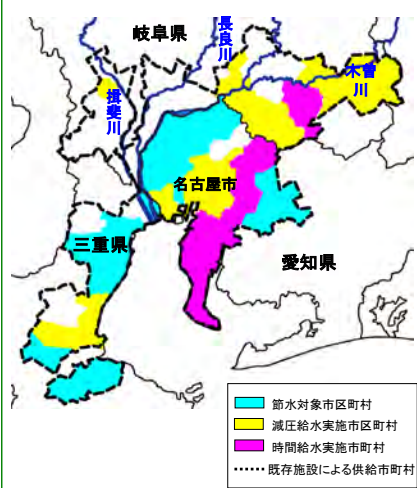 岐阜県
長良川
木曽川
揖斐川
名古屋市
三重県
愛知県
節水対象市区町村
減圧給水実施市区町村
時間給水実施市町村
既存施設による供給市町村